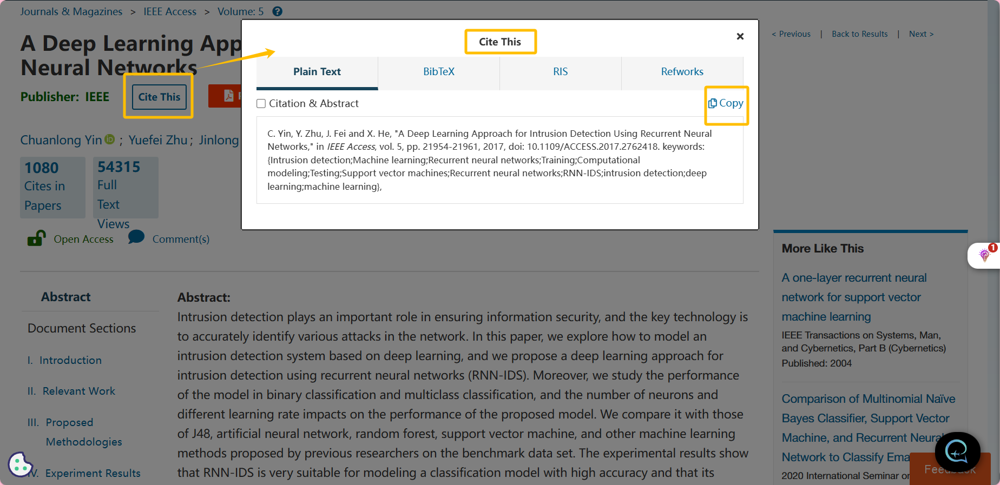 Journals & Magazines > IEEE Access > Volume: 5 ?
A Deep Learning App
Neural Networks
Publisher: IEEE
Cite This
Chuanlong Yin iD ; Yuefei Zhu ; Jinlong
1080
Cites in
Papers
54315
Full
Text
Views
Open Access
Comment(s)
Cite This
×
Plain Text
BibTeX
RIS
Refworks
Citation & Abstract
Copy
C. Yin, Y. Zhu, J. Fei and X. He, "A Deep Learning Approach for Intrusion Detection Using Recurrent Neural
Networks," in IEEE Access, vol. 5, pp. 21954-21961, 2017, doi: 10.1109/ACCESS.2017.2762418. keywords:
{Intrusion detection;Machine learning;Recurrent neural networks;Training;Computational
modeling;Testing;Support vector machines;Recurrent neural networks;RNN-IDS;intrusion detection;deep
learning;machine learning},
< Previous | Back to Results | Next >
Abstract
Document Sections
I. Introduction
II. Relevant Work
III. Proposed
Methodologies
IV. Experiment Results
Abstract:
Intrusion detection plays an important role in ensuring information security, and the key technology is
to accurately identify various attacks in the network. In this paper, we explore how to model an
intrusion detection system based on deep learning, and we propose a deep learning approach for
intrusion detection using recurrent neural networks (RNN-IDS). Moreover, we study the performance
of the model in binary classification and multiclass classification, and the number of neurons and
different learning rate impacts on the performance of the proposed model. We compare it with those
of J48, artificial neural network, random forest, support vector machine, and other machine learning
methods proposed by previous researchers on the benchmark data set. The experimental results show
that RNN-IDS is very suitable for modeling a classification model with high accuracy and that its
More Like This
A one-layer recurrent neural
network for support vector
machine learning
IEEE Transactions on Systems, Man,
and Cybernetics, Part B (Cybernetics)
Published: 2004
Comparison of Multinomial Naïve
Bayes Classifier, Support Vector
Machine, and Recurrent Neural
Network to Classify Ema
2020 International Seminar on
Feedback
1